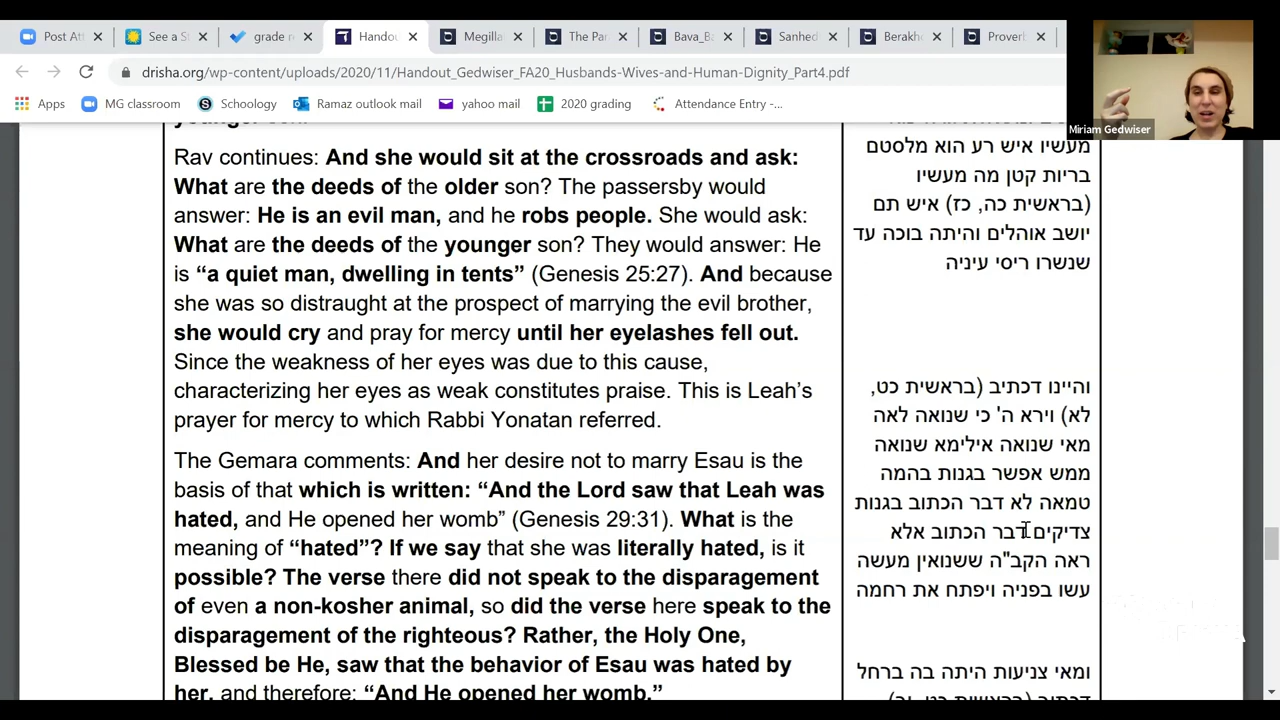 Post Att
See a St
grade re
Handou
Megilla
The Par
Bava_Ba
Sanhed
Berakho
Proverb
drisha.org/wp-content/uploads/2020/11/Handout_Gedwiser_FA20_Husbands-Wives-and-Human-Dignity_Part4.pdf
Apps
MG classroom
Schoology
Ramaz outlook mail
yahoo mail
2020 grading
Attendance Entry -...
Miriam Gedwiser
Rav continues: And she would sit at the crossroads and ask:
What are the deeds of the older son? The passersby would
answer: He is an evil man, and he robs people. She would ask:
What are the deeds of the younger son? They would answer: He
is “a quiet man, dwelling in tents” (Genesis 25:27). And because
she was so distraught at the prospect of marrying the evil brother,
she would cry and pray for mercy until her eyelashes fell out.
Since the weakness of her eyes was due to this cause,
characterizing her eyes as weak constitutes praise. This is Leah’s
prayer for mercy to which Rabbi Yonatan referred.
The Gemara comments: And her desire not to marry Esau is the
basis of that which is written: “And the Lord saw that Leah was
hated, and He opened her womb” (Genesis 29:31). What is the
meaning of “hated”? If we say that she was literally hated, is it
possible? The verse there did not speak to the disparagement
of even a non-kosher animal, so did the verse here speak to the
disparagement of the righteous? Rather, the Holy One,
Blessed be He, saw that the behavior of Esau was hated by
her, and therefore: “And He opened her womb.”
מעשיו איש רע הוא מלסטם
בריות קטן מה מעשיו
(בראשית כה, כז) איש תם
יושב אוהלים והיתה בוכה עד
שנשרו ריסי עיניה
והיינו דכתיב (בראשית כט,
לא) וירא ה' כי שנואה לאה
מאי שנואה אילימא שנואה
ממש אפשר בגנות בהמה
טמאה לא דבר הכתוב בגנות
צדיקים דבר הכתוב אלא
ראה הקב"ה ששנואין מעשה
עשו בפניה ויפתח את רחמה
ומאי צניעות היתה בה ברחל